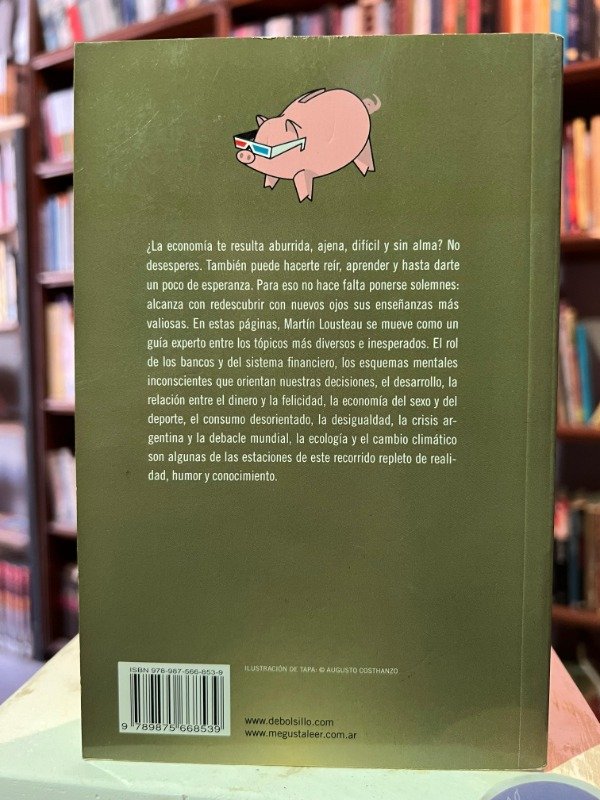 ¿La economía te resulta aburrida, ajena, difícil y sin alma? No
desesperes. También puede hacerte reír, aprender y hasta darte
un poco de esperanza. Para eso no hace falta ponerse solemnes:
alcanza con redescubrir con nuevos ojos sus enseñanzas más
valiosas. En estas páginas, Martín Lousteau se mueve como un
guía experto entre los tópicos más diversos e inesperados. El rol
de los bancos y del sistema financiero, los esquemas mentales
inconscientes que orientan nuestras decisiones, el desarrollo, la
relación entre el dinero y la felicidad, la economía del sexo y del
deporte, el consumo desorientado, la desigualdad, la crisis ar-
gentina y la debacle mundial, la ecología y el cambio climático
son algunas de las estaciones de este recorrido repleto de reali-
dad, humor y conocimiento.
ISBN 978-987-566-853-9
9 789875 668539
ILUSTRACIÓN DE TAPA: © AUGUSTO COSTHANZO
www.debolsillo.com
www.megustaleer.com.ar